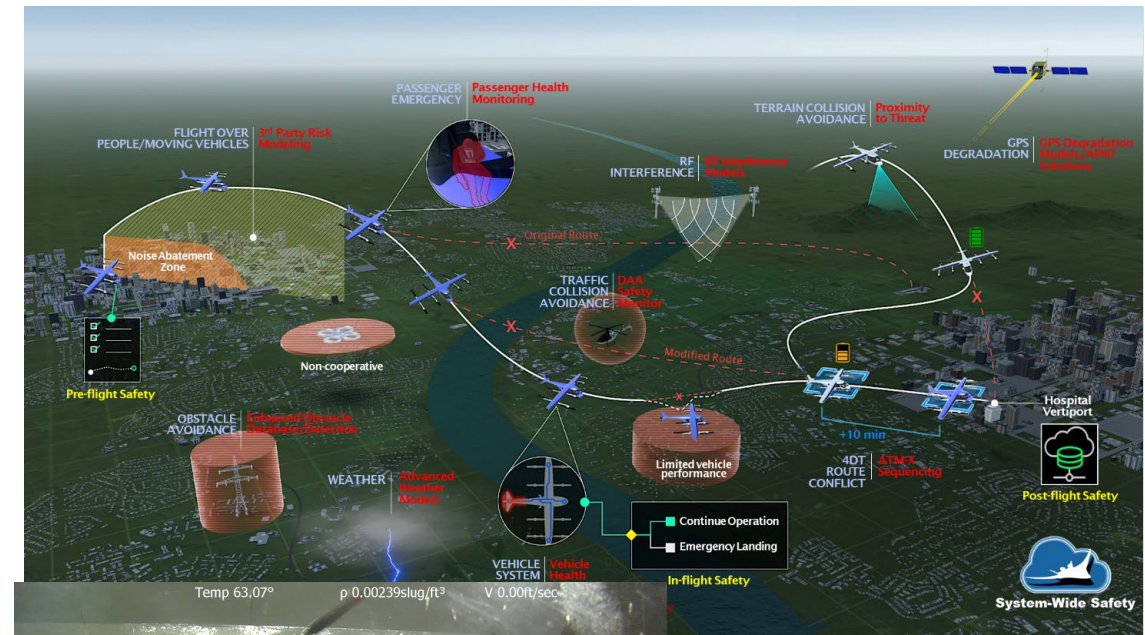 PASSENGER
EMERGENCY
Passenger Health
Monitoring
TERRAIN COLLISION
AVOIDANCE
Proximity
to Threat
FLIGHT OVER
PEOPLE/MOVING VEHICLES
3rd Party Risk
Modeling
GPS
DEGRADATION
GPS Degradation
Models/APNT
Solutions
RF
INTERFERENCE
RF Interference
Models
X
Original Route
Noise Abatement
Zone
TRAFFIC
COLLISION
AVOIDANCE
DAA
Safety
Monitor
X
X
Modified Route
Non-cooperative
Pre-flight Safety
x
Hospital
Vertiport
OBSTACLE
AVOIDANCE
Enhanced Obstacle
Database/Detection
+10 min
Limited vehicle
performance
4DT
ROUTE
CONFLICT
ATM-X
Sequencing
WEATHER
Advanced
Weather
Models
Post-flight Safety
Continue Operation
Emergency Landing
VEHICLE
SYSTEM
Vehicle
Health
In-flight Safety
System-Wide Safety
Temp 63.07° ρ 0.00239slug/ft³ V 0.00ft/sec